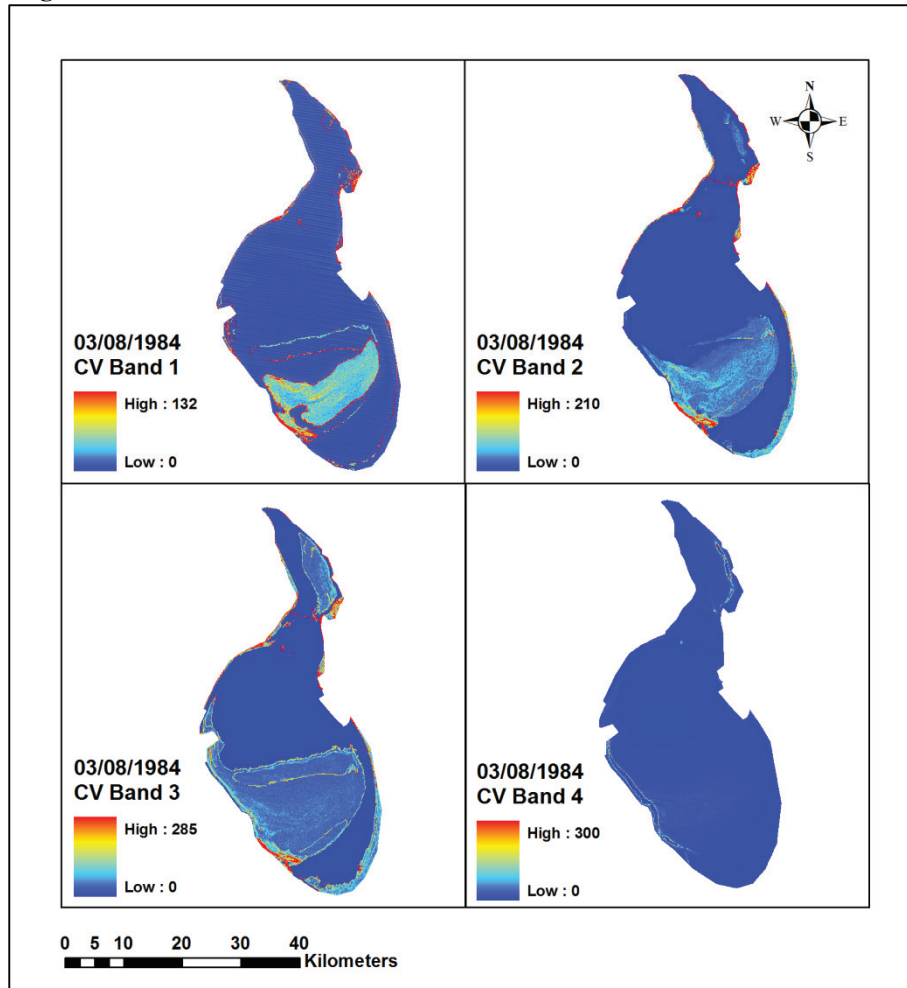 N
W E
S
03/08/1984
CV Band 1
High : 132
Low : 0
03/08/1984
CV Band 2
High : 210
Low : 0
03/08/1984
CV Band 3
High : 285
Low : 0
03/08/1984
CV Band 4
High : 300
Low : 0
0 5 10 20 30 40
Kilometers